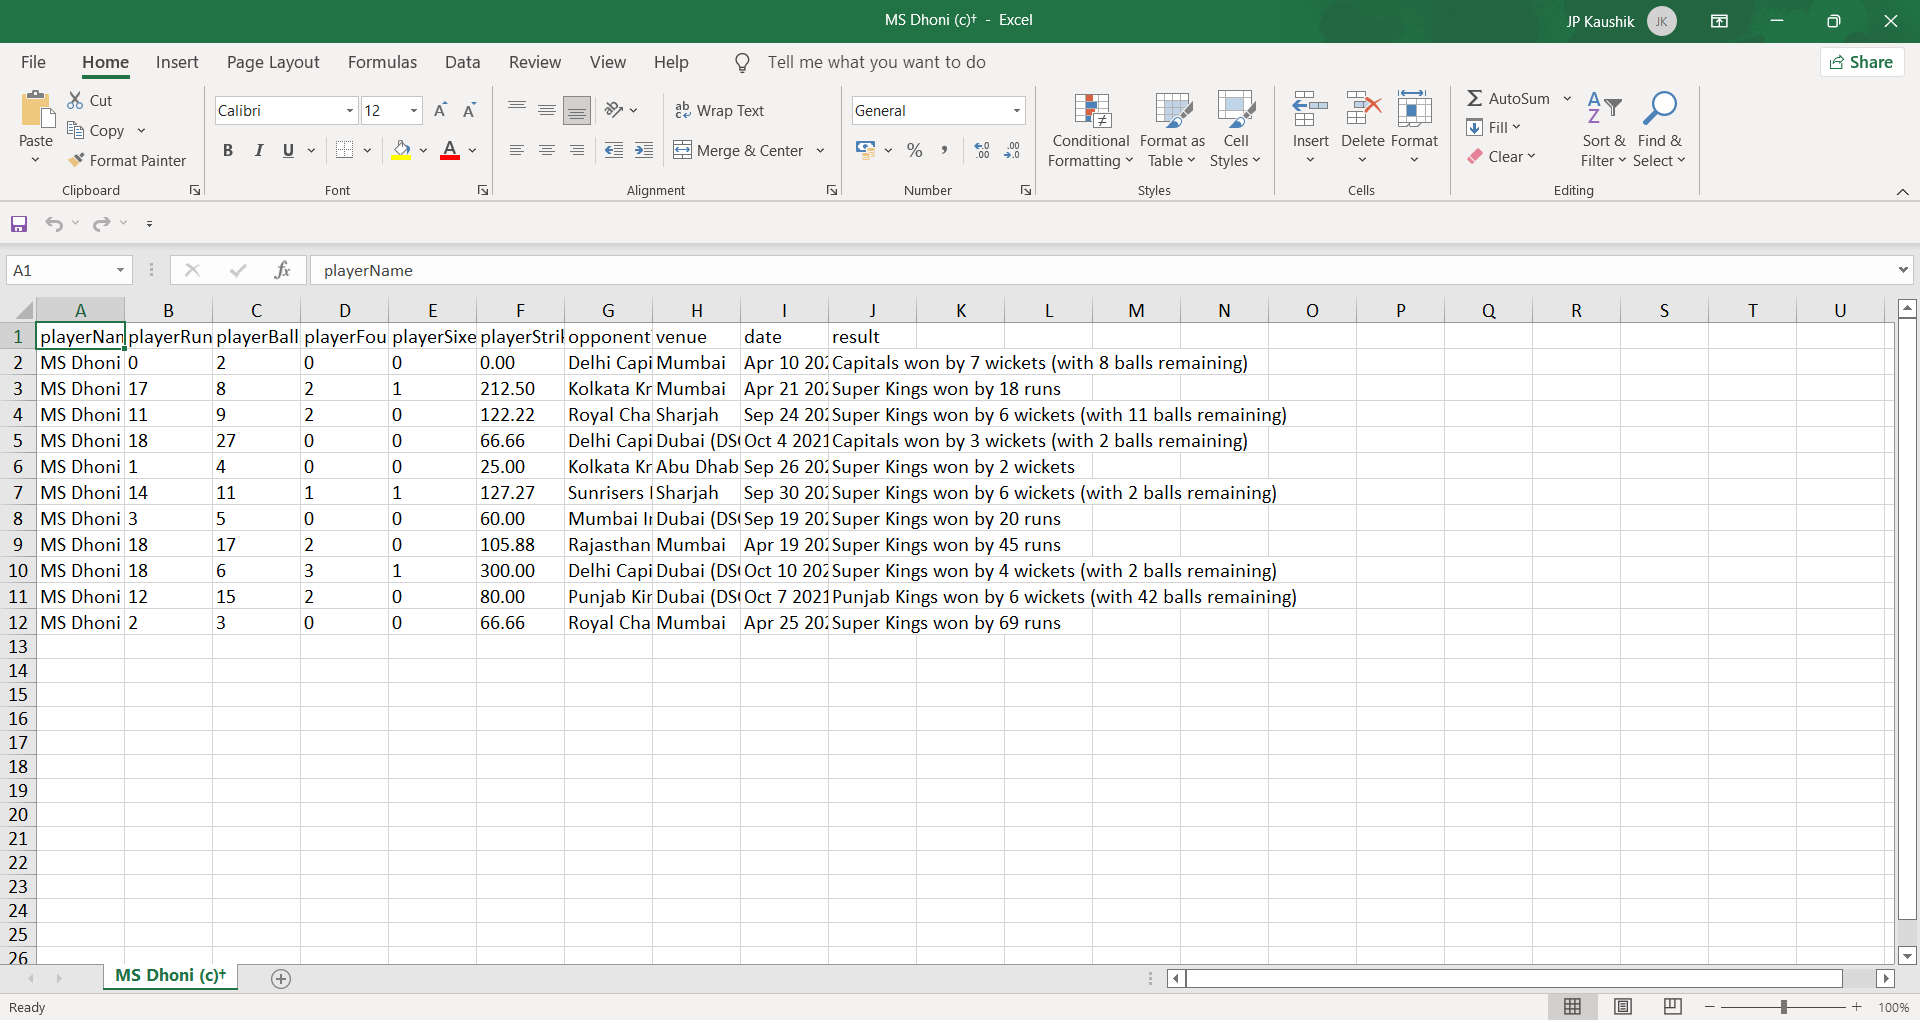 MS Dhoni (c)† - Excel
JP Kaushik JK
File Home Insert Page Layout Formulas Data Review View Help Tell me what you want to do Share
Paste Cut Copy Format Painter Clipboard
Calibri 12 A A B I U A Font
ab Wrap Text Merge & Center Alignment
General % , Number
Conditional Formatting Format as Table Cell Styles Styles
Insert Delete Format Cells
AutoSum Fill Clear Sort & Filter Find & Select Editing
A1 fx playerName
A B C D E F G H I J K L M N O P Q R S T U
1 playerNan playerRun playerBall playerFou playerSixe playerStrik opponent venue date result
2 MS Dhoni 0 2 0 0 0.00 Delhi Capi Mumbai Apr 10 202 Capitals won by 7 wickets (with 8 balls remaining)
3 MS Dhoni 17 8 2 1 212.50 Kolkata Kr Mumbai Apr 21 202 Super Kings won by 18 runs
4 MS Dhoni 11 9 2 0 122.22 Royal Cha Sharjah Sep 24 202 Super Kings won by 6 wickets (with 11 balls remaining)
5 MS Dhoni 18 27 0 0 66.66 Delhi Capi Dubai (DS Oct 4 2021 Capitals won by 3 wickets (with 2 balls remaining)
6 MS Dhoni 1 4 0 0 25.00 Kolkata Kr Abu Dhab Sep 26 202 Super Kings won by 2 wickets
7 MS Dhoni 14 11 1 1 127.27 Sunrisers Sharjah Sep 30 202 Super Kings won by 6 wickets (with 2 balls remaining)
8 MS Dhoni 3 5 0 0 60.00 Mumbai In Dubai (DS Sep 19 202 Super Kings won by 20 runs
9 MS Dhoni 18 17 2 0 105.88 Rajasthan Mumbai Apr 19 202 Super Kings won by 45 runs
10 MS Dhoni 18 6 3 1 300.00 Delhi Capi Dubai (DS Oct 10 202 Super Kings won by 4 wickets (with 2 balls remaining)
11 MS Dhoni 12 15 2 0 80.00 Punjab Kin Dubai (DS Oct 7 2021 Punjab Kings won by 6 wickets (with 42 balls remaining)
12 MS Dhoni 2 3 0 0 66.66 Royal Cha Mumbai Apr 25 202 Super Kings won by 69 runs
13
14
15
16
17
18
19
20
21
22
23
24
25
26
MS Dhoni (c)†
Ready 100%